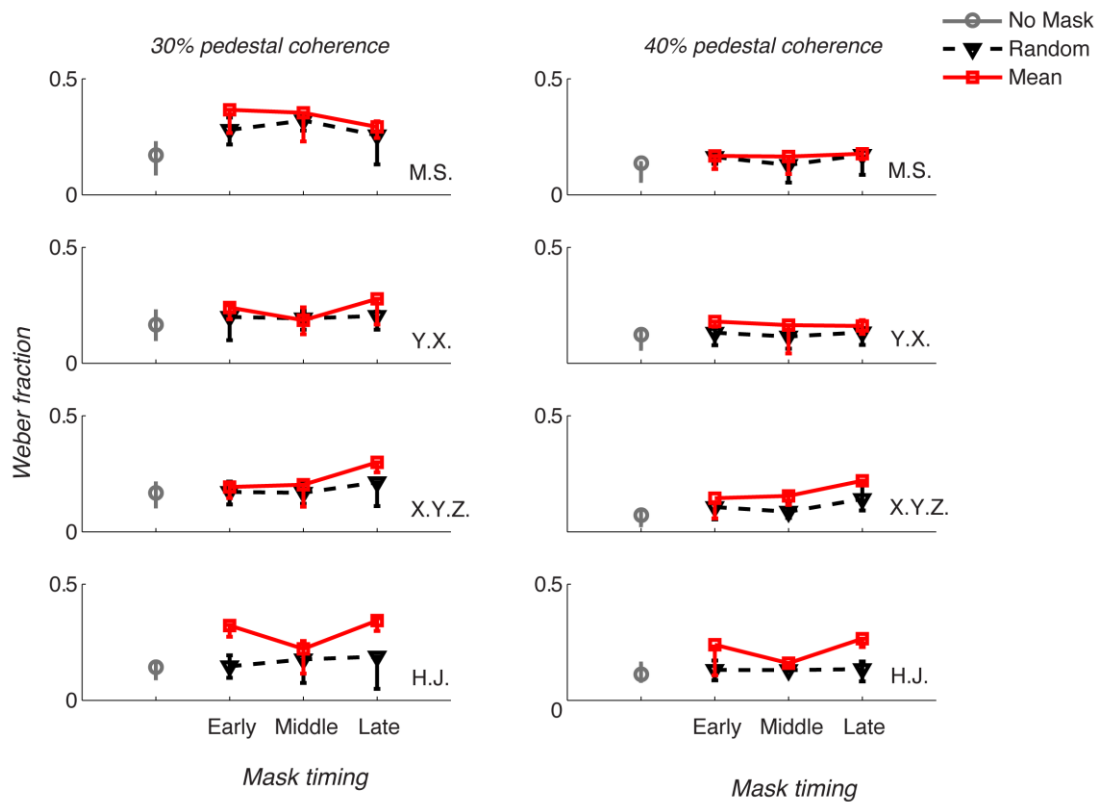 No Mask
Random
Mean
30% pedestal coherence
40% pedestal coherence
0.5
0
M.S.
M.S.
0.5
0
Y.X.
0.5
0
Y.X.
0.5
0
X.Y.Z.
0.5
X.Y.Z.
0.5
0
H.J.
0.5
0
H.J.
Weber fraction
Early Middle Late
Early Middle Late
Mask timing
Mask timing